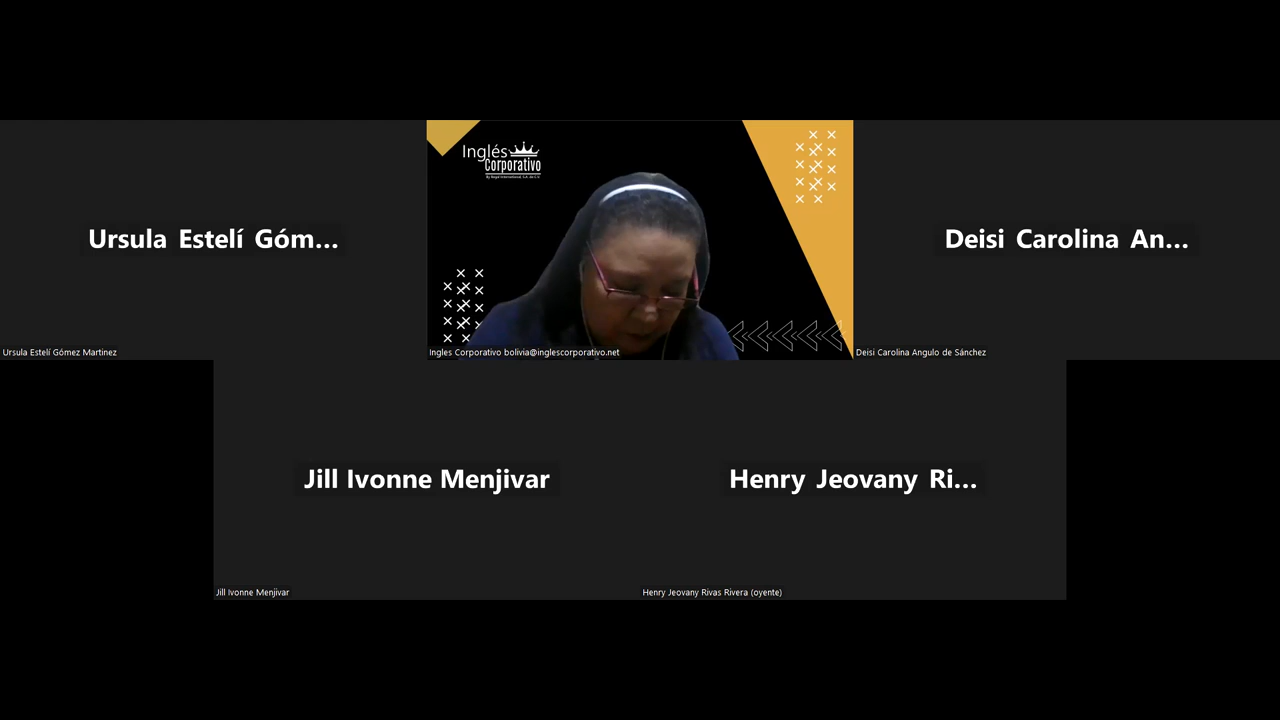 Ursula Estelí Góm...
Ursula Estelí Gómez Martinez
Inglés
Corporativo
Ingles Corporativo bolivia@inglescorporativo.net
Deisi Carolina An...
Deisi Carolina Angulo de Sánchez
Jill Ivonne Menjivar
Jill Ivonne Menjivar
Henry Jeovany Ri...
Henry Jeovany Rivas Rivera (oyente)